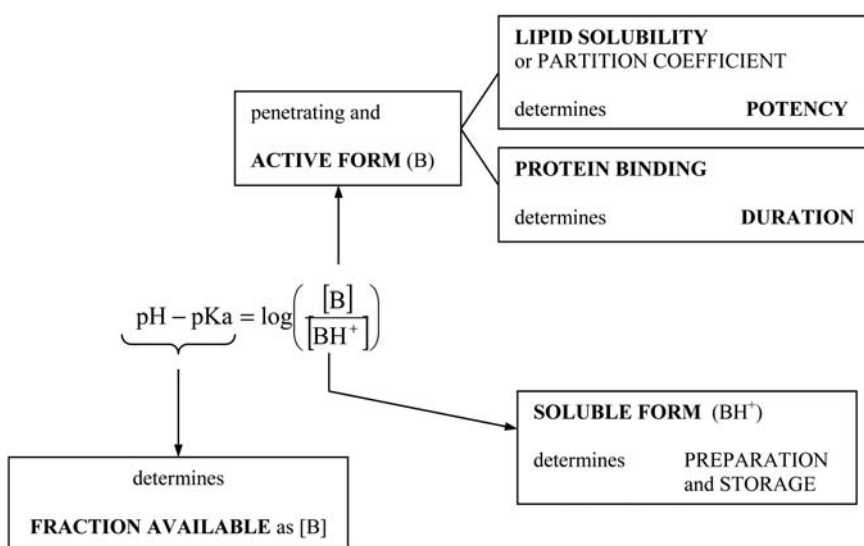 LIPID SOLUBILITY
or PARTITION COEFFICIENT
determines POTENCY
penetrating and
ACTIVE FORM (B)
PROTEIN BINDING
determines DURATION
pH – pKa = log([B]/[BH⁺])
SOLUBLE FORM (BH⁺)
determines PREPARATION
and STORAGE
determines
FRACTION AVAILABLE as [B]